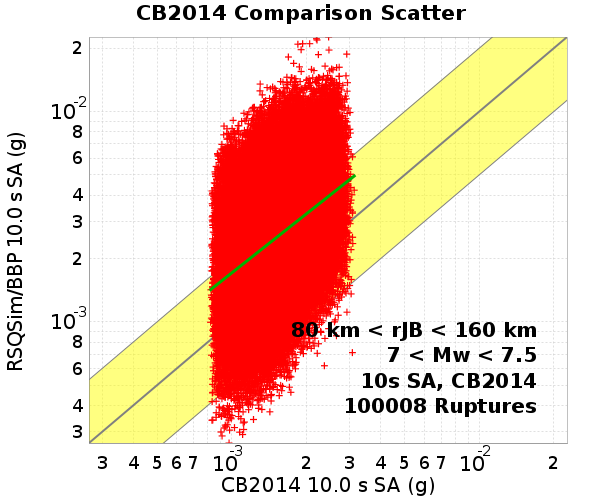 CB2014 Comparison Scatter
RSQSim/BBP 10.0 s SA (g)
2
10-2
8
6
4
3
2
10-3
8
6
4
3
80 km < rJB < 160 km
7 < Mw < 7.5
10s SA, CB2014
100008 Ruptures
3 4 5 6 7 10-3 2 3 4 5 6 7 10-2 2
CB2014 10.0 s SA (g)